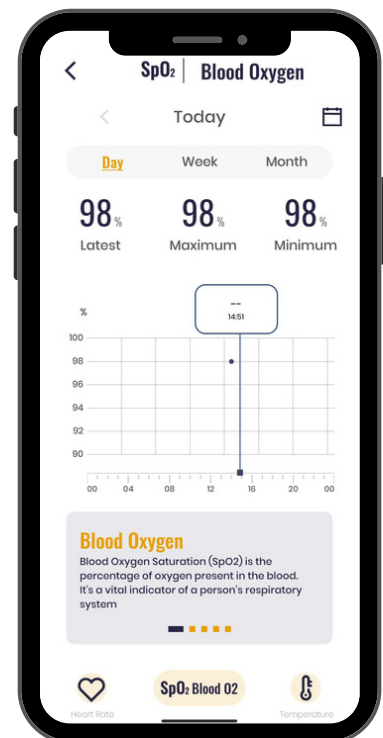 SpO₂ | Blood Oxygen
Today
Day Week Month
98% 98% 98%
Latest Maximum Minimum
--
14:51
%
100
98
96
94
92
90
00 04 08 12 16 20 00
Blood Oxygen
Blood Oxygen Saturation (SpO2) is the
percentage of oxygen present in the blood.
It's a vital indicator of a person's respiratory
system
SpO₂ Blood O2
Heart Rate Temperature